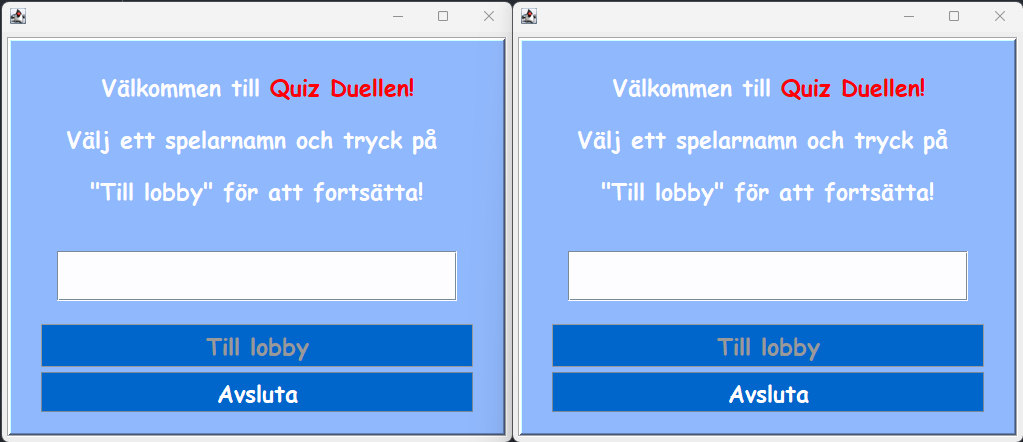 Välkommen till Quiz Duellen!
Välj ett spelarnamn och tryck på
"Till lobby" för att fortsätta!
Till lobby
Avsluta
Välkommen till Quiz Duellen!
Välj ett spelarnamn och tryck på
"Till lobby" för att fortsätta!
Till lobby
Avsluta